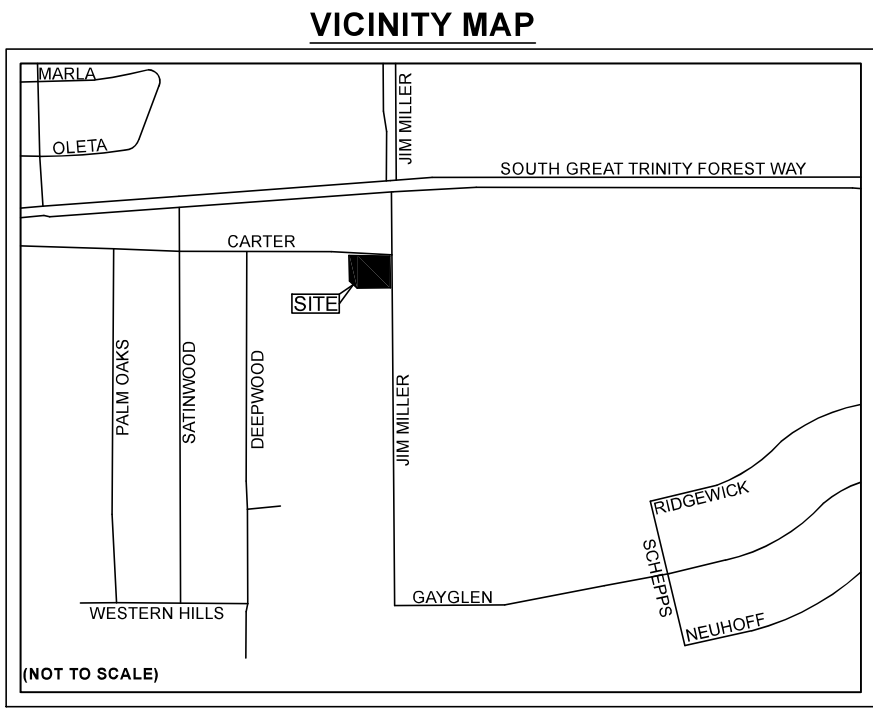 VICINITY MAP
MARLA
JIM MILLER
OLETA
SOUTH GREAT TRINITY FOREST WAY
CARTER
SITE
PALM OAKS
SATINWOOD
DEEPWOOD
JIM MILLER
RIDGEWICK
SCHEPPS
GAYGLEN
WESTERN HILLS
NEUHOFF
(NOT TO SCALE)